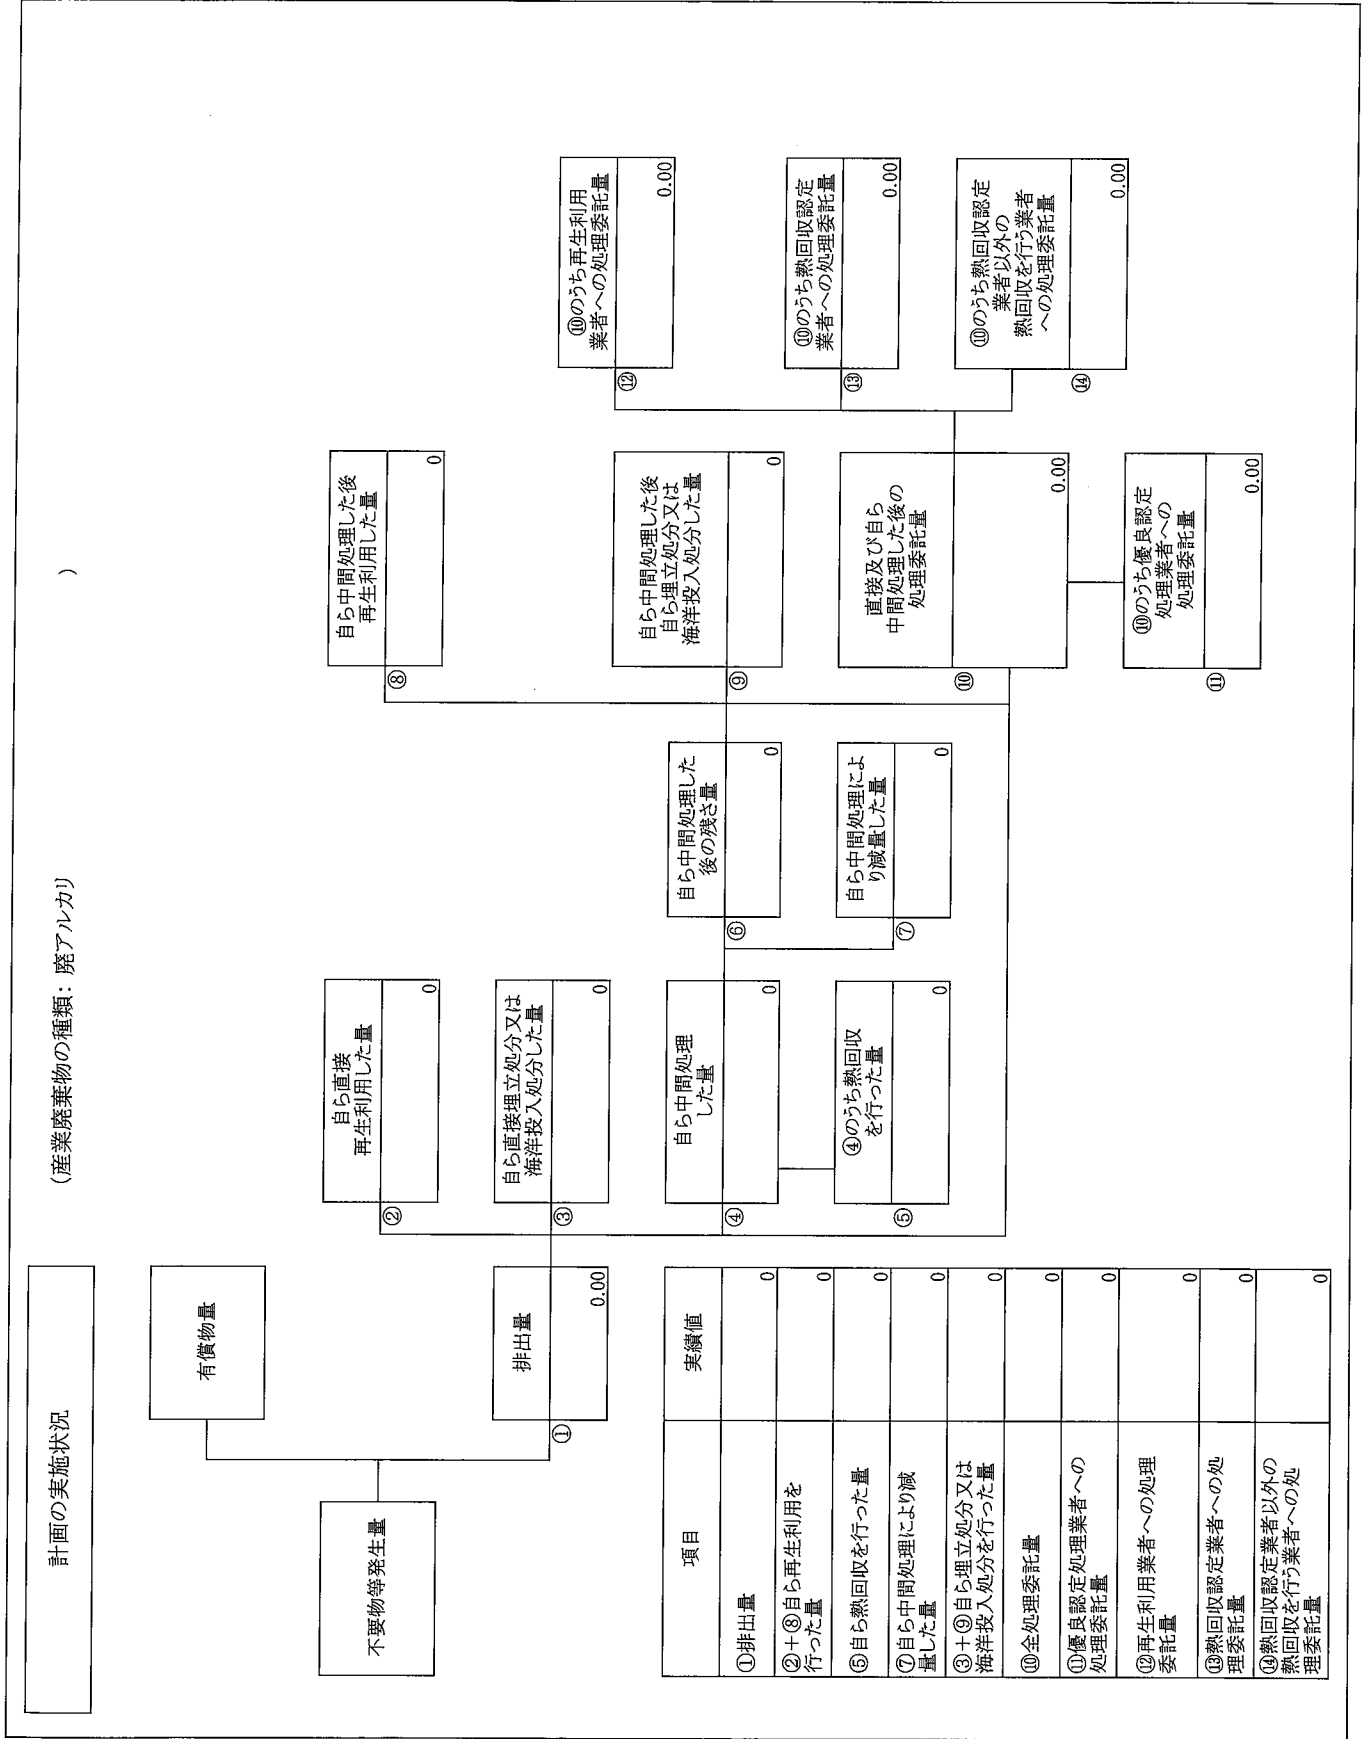 計画の実施状況
(産業廃棄物の種類：廃アルカリ
)
不要物等発生量
有償物量
①
排出量
0.00
②
自ら直接
再生利用した量
0
③
自ら直接埋立処分又は
海洋投入処分した量
0
④
自ら中間処理
した量
0
⑤
④のうち熱回収
を行った量
0
⑥
自ら中間処理した
後の残さ量
0
⑦
自ら中間処理によ
り減量した量
0
⑧
自ら中間処理した後
再生利用した量
0
⑨
自ら中間処理した後
自ら埋立処分又は
海洋投入処分した量
0
⑩
直接及び自ら
中間処理した後の
処理委託量
0.00
⑪
⑩のうち優良認定
処理業者への
処理委託量
0.00
⑫
⑩のうち再生利用
業者への処理委託量
0.00
⑬
⑩のうち熱回収認定
業者への処理委託量
0.00
⑭
⑩のうち熱回収認定
業者以外の
熱回収を行う業者
への処理委託量
0.00
項目 実績値
①排出量 0
②+⑧自ら再生利用を
行った量 0
⑤自ら熱回収を行った量 0
⑦自ら中間処理により減
量した量 0
③+⑨自ら埋立処分又は
海洋投入処分を行った量 0
⑩全処理委託量 0
⑪優良認定処理業者への
処理委託量 0
⑫再生利用業者への処理
委託量 0
⑬熱回収認定業者への処
理委託量 0
⑭熱回収認定業者以外の
熱回収を行う業者への処
理委託量 0